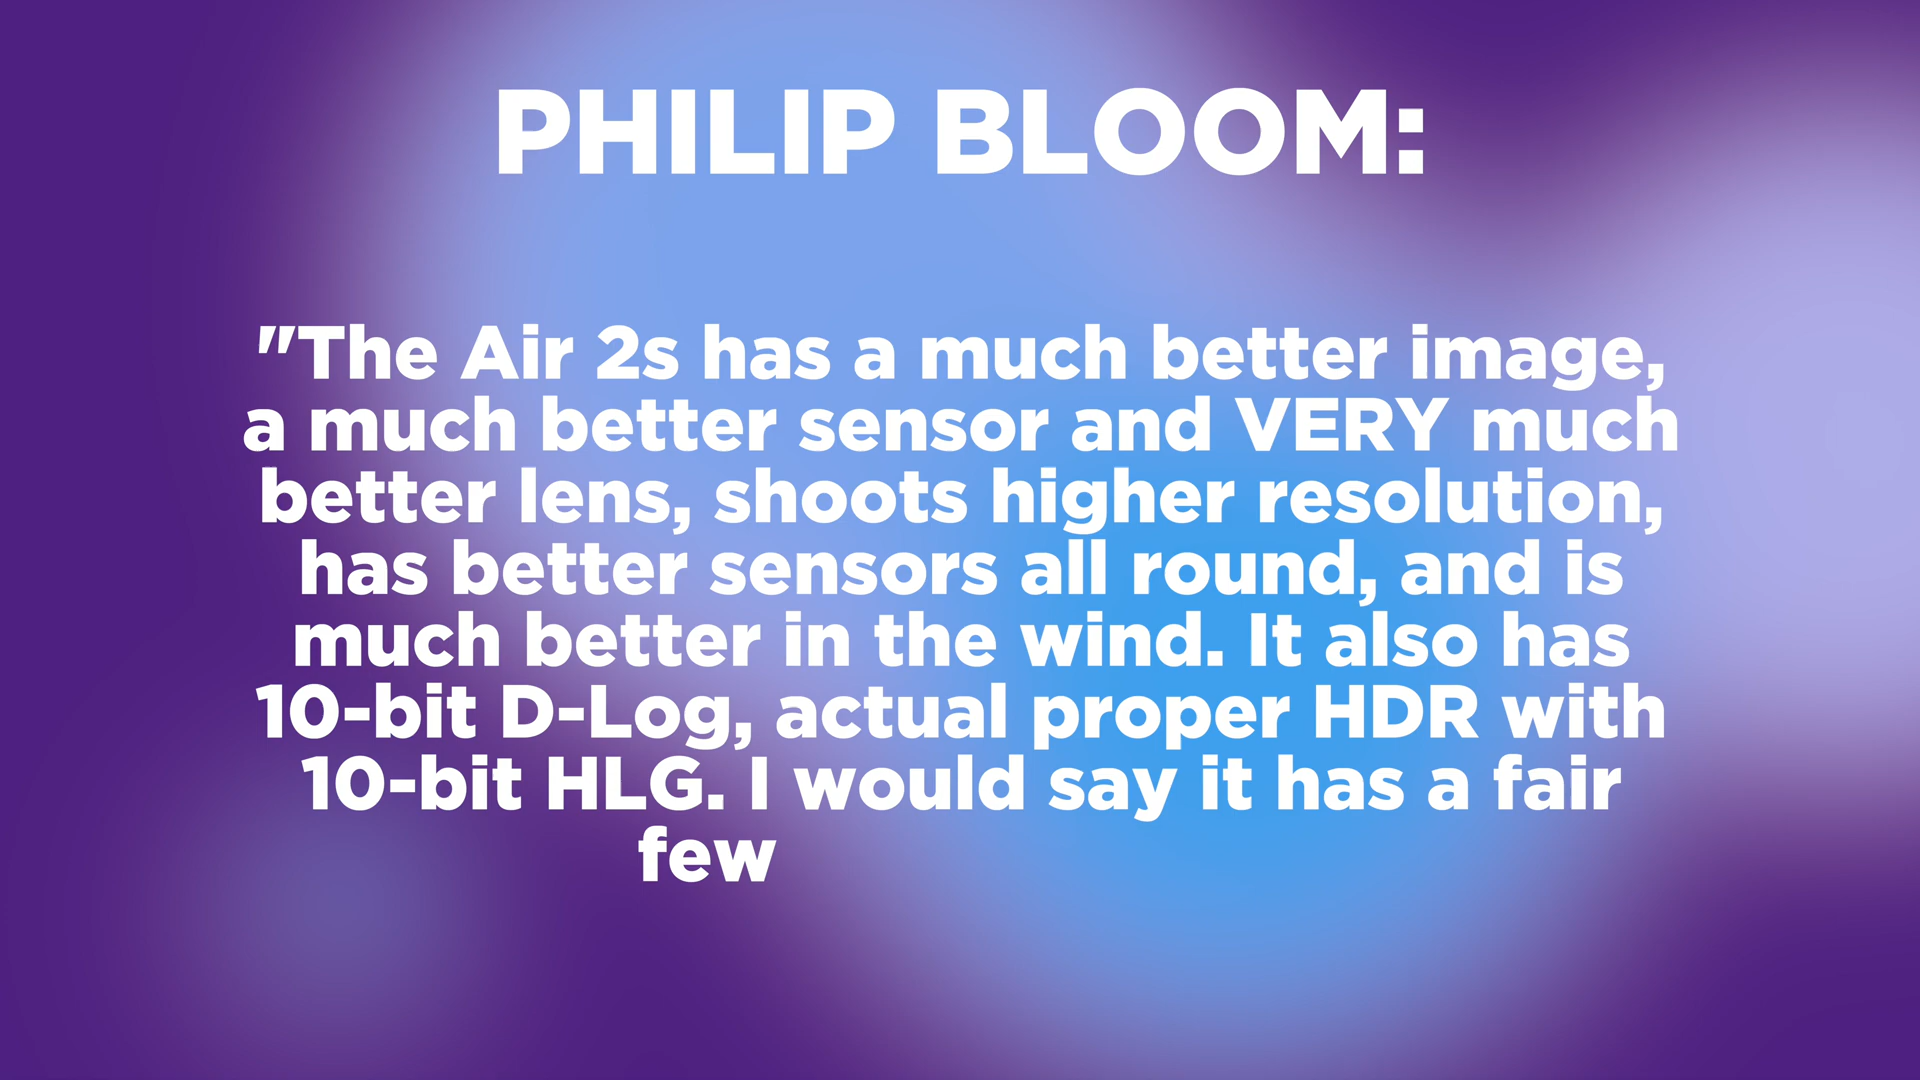 PHILIP BLOOM:
"The Air 2s has a much better image,
a much better sensor and VERY much
better lens, shoots higher resolution,
has better sensors all round, and is
much better in the wind. It also has
10-bit D-Log, actual proper HDR with
10-bit HLG. I would say it has a fair
few